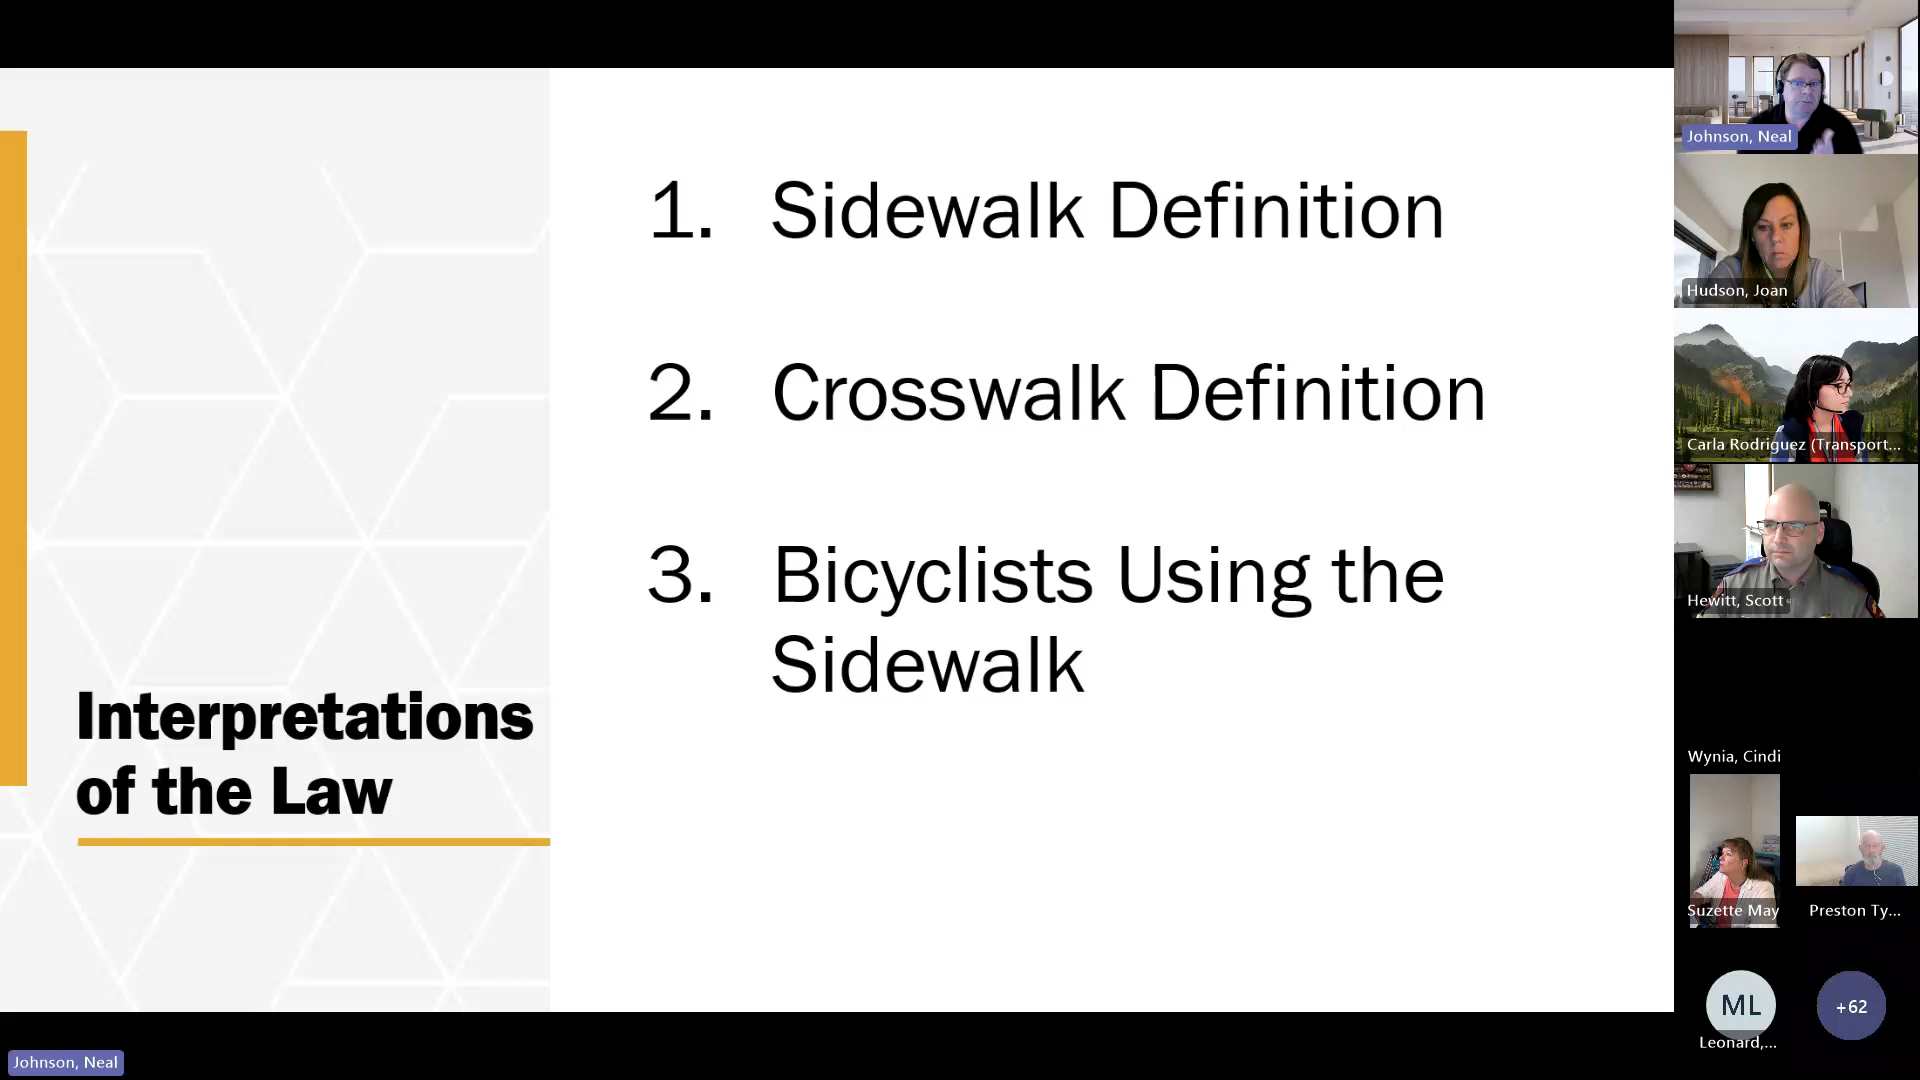 Interpretations
of the Law
1. Sidewalk Definition
2. Crosswalk Definition
3. Bicyclists Using the
Sidewalk
Johnson, Neal
Hudson, Joan
Carla Rodriguez (Transport...
Hewitt, Scott
Wynia, Cindi
Suzette May
Preston Ty...
ML
Leonard,...
+62
Johnson, Neal